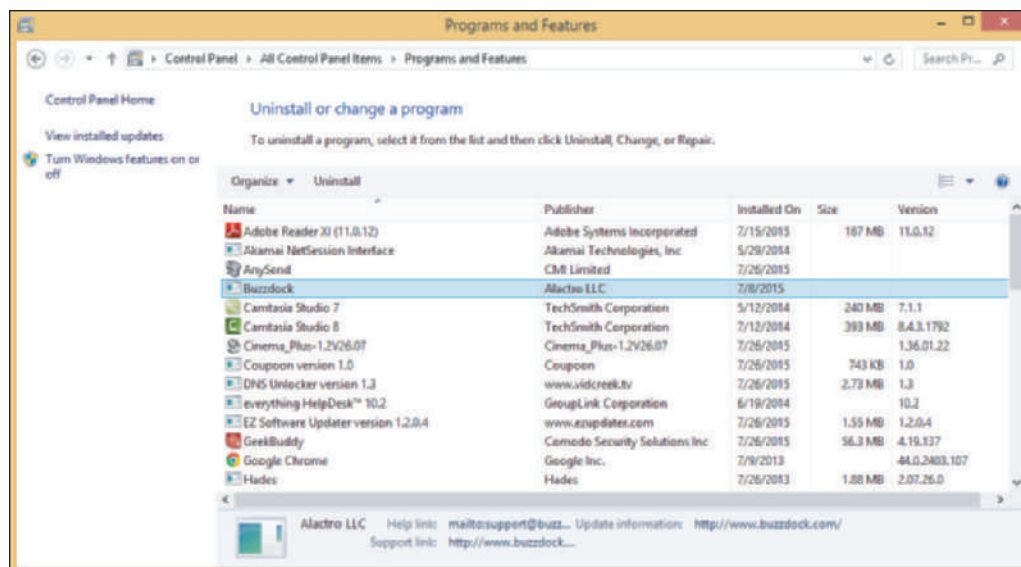 Programs and Features
Control Panel › All Control Panel Items › Programs and Features Search Pr...
Control Panel Home
View installed updates
Turn Windows features on or
off
Uninstall or change a program
To uninstall a program, select it from the list and then click Uninstall, Change, or Repair.
Organize Uninstall
Name Publisher Installed On Size Version
Adobe Reader XI (11.0.12) Adobe Systems Incorporated 7/15/2015 167 MB 11.0.12
Akamai NetSession Interface Akamai Technologies, Inc 5/29/2014
AnySend CMI Limited 7/26/2015
Buzzdock Alactro LLC 7/8/2015
Camtasia Studio 7 TechSmith Corporation 5/12/2014 240 MB 7.1.1
Camtasia Studio 8 TechSmith Corporation 7/12/2014 393 MB 8.4.3.1792
Cinema_Plus-1.2V26.07 Cinema_Plus-1.2V26.07 7/26/2015 1.36.01.22
Coupoon version 1.0 Coupoon 7/26/2015 743 KB 1.0
DNS Unlocker version 1.3 www.vidcreek.tv 7/26/2015 2.73 MB 1.3
everything HelpDesk™ 10.2 GroupLink Corporation 6/19/2014 10.2
EZ Software Updater version 1.2.0.4 www.ezupdater.com 7/26/2015 1.55 MB 1.2.0.4
GeekBuddy Comodo Security Solutions Inc 7/26/2015 56.3 MB 4.19.137
Google Chrome Google Inc. 7/9/2013 44.0.2403.107
Hades Hades 7/26/2013 1.88 MB 2.07.26.0
Alactro LLC Help link: mailto:support@buzz... Update information: http://www.buzzdock.com/
Support link: http://www.buzzdock....